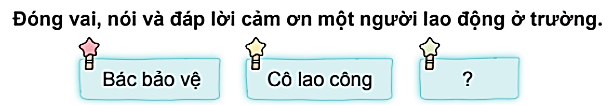 Đóng vai, nói và đáp lời cảm ơn một người lao động ở trường.
Bác bảo vệ
Cô lao công
?